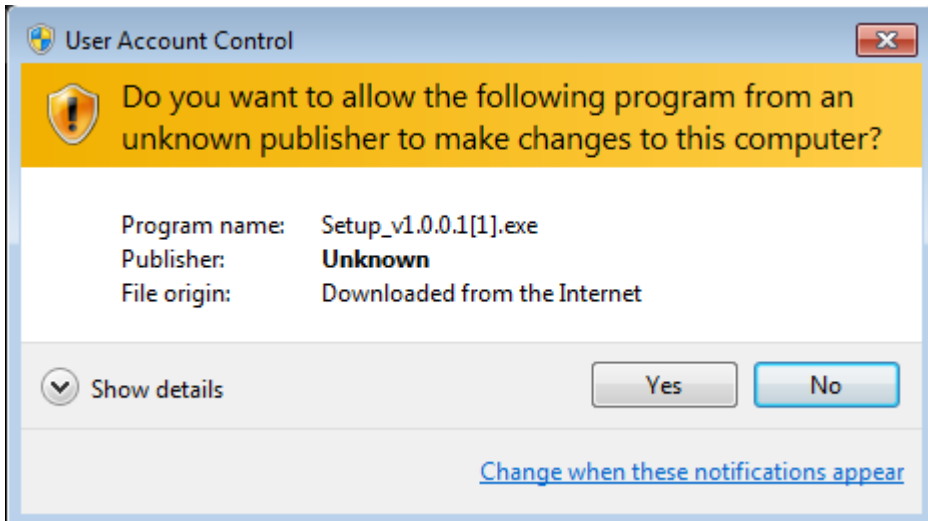 User Account Control
Do you want to allow the following program from an
unknown publisher to make changes to this computer?
Program name: Setup_v1.0.0.1[1].exe
Publisher: Unknown
File origin: Downloaded from the Internet
Show details Yes No
Change when these notifications appear